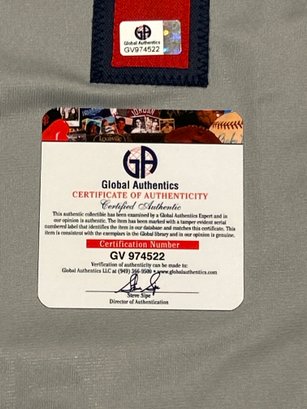 GA
Global Authentics
GV974522
Louisville
GA
Global Authentics
CERTIFICATE OF AUTHENTICITY
Certified Authentic
This authentic collectible has been examined by a Global Authentics Expert and in
our opinion is authentic. The item has been marked with a tamper evident serial
numbered label that identifies the item in our database and matches this certificate. This
item is consistent with the exemplars in the Global library and in our opinion is genuine.
Certification Number
GV 974522
Verification of authenticity can be made to:
Global Authentics LLC at (949) 366-9500 • www.globalauthentics.com
Steve Sipe
Director of Authentication